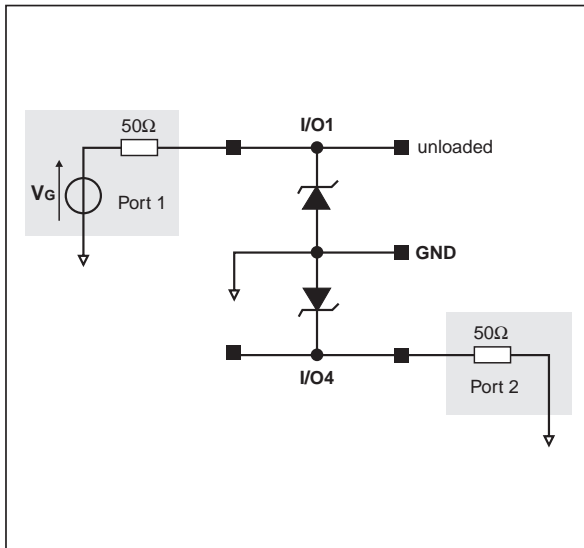 50Ω
I/O1
unloaded
VG
Port 1
GND
50Ω
I/O4
Port 2